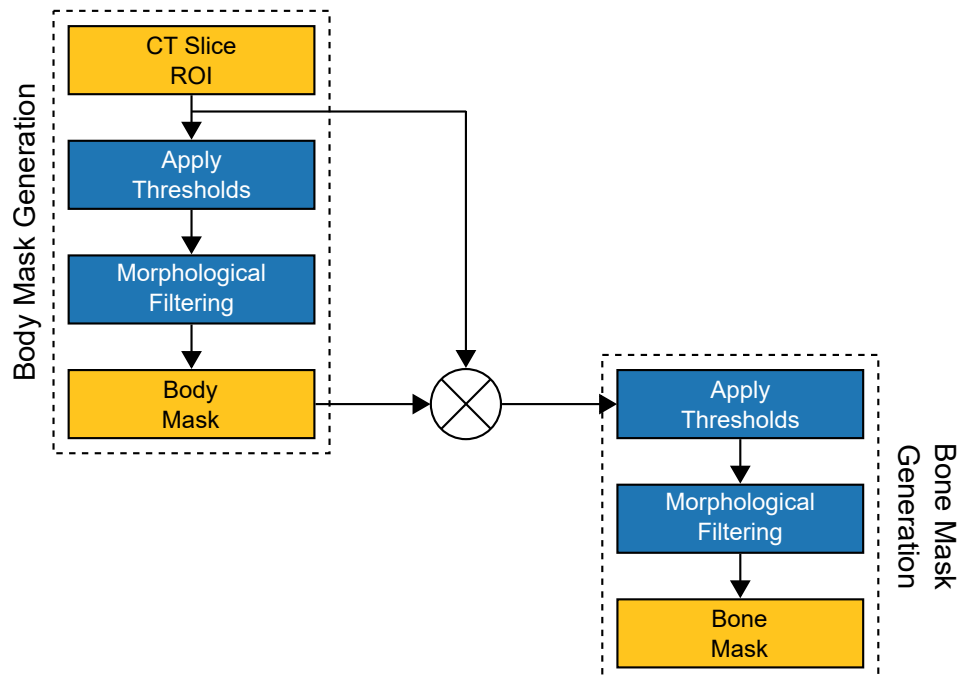 Body Mask Generation
CT Slice
ROI
Apply
Thresholds
Morphological
Filtering
Body
Mask
Apply
Thresholds
Morphological
Filtering
Bone
Mask
Bone Mask
Generation